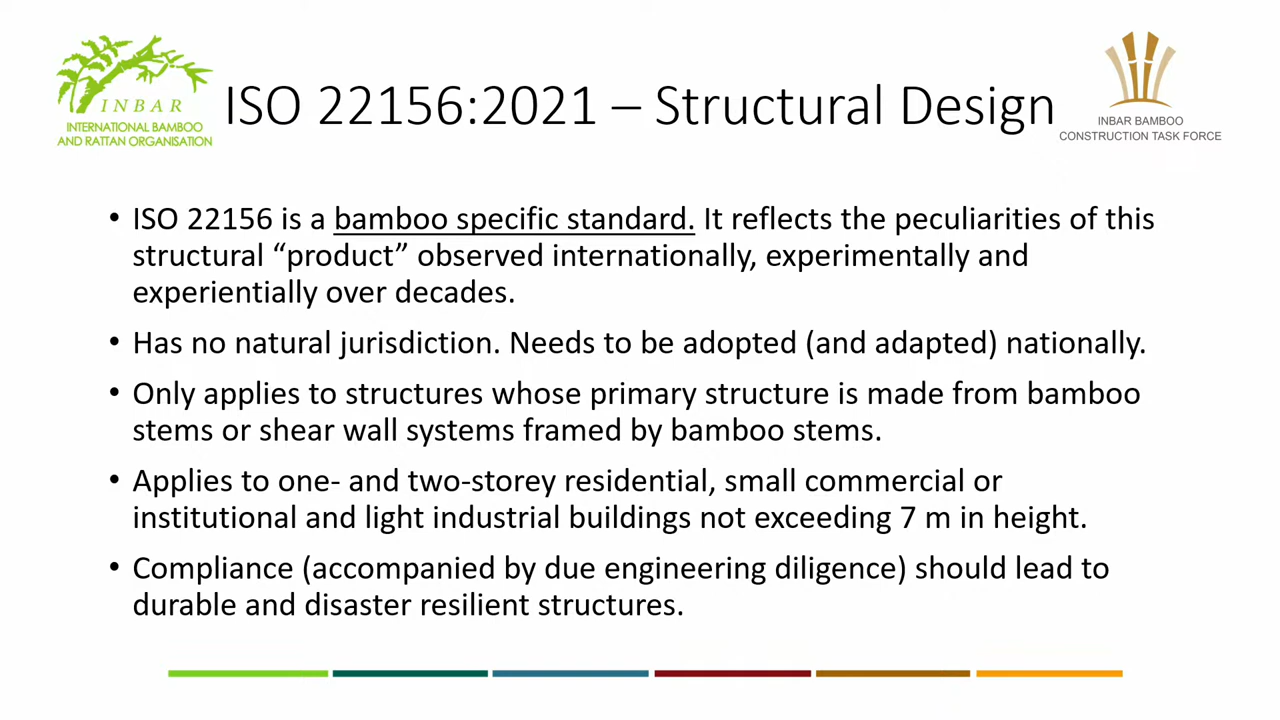 INBAR
INTERNATIONAL BAMBOO
AND RATTAN ORGANISATION
ISO 22156:2021 – Structural Design
INBAR BAMBOO
CONSTRUCTION TASK FORCE
• ISO 22156 is a bamboo specific standard. It reflects the peculiarities of this
structural “product” observed internationally, experimentally and
experientially over decades.
• Has no natural jurisdiction. Needs to be adopted (and adapted) nationally.
• Only applies to structures whose primary structure is made from bamboo
stems or shear wall systems framed by bamboo stems.
• Applies to one- and two-storey residential, small commercial or
institutional and light industrial buildings not exceeding 7 m in height.
• Compliance (accompanied by due engineering diligence) should lead to
durable and disaster resilient structures.